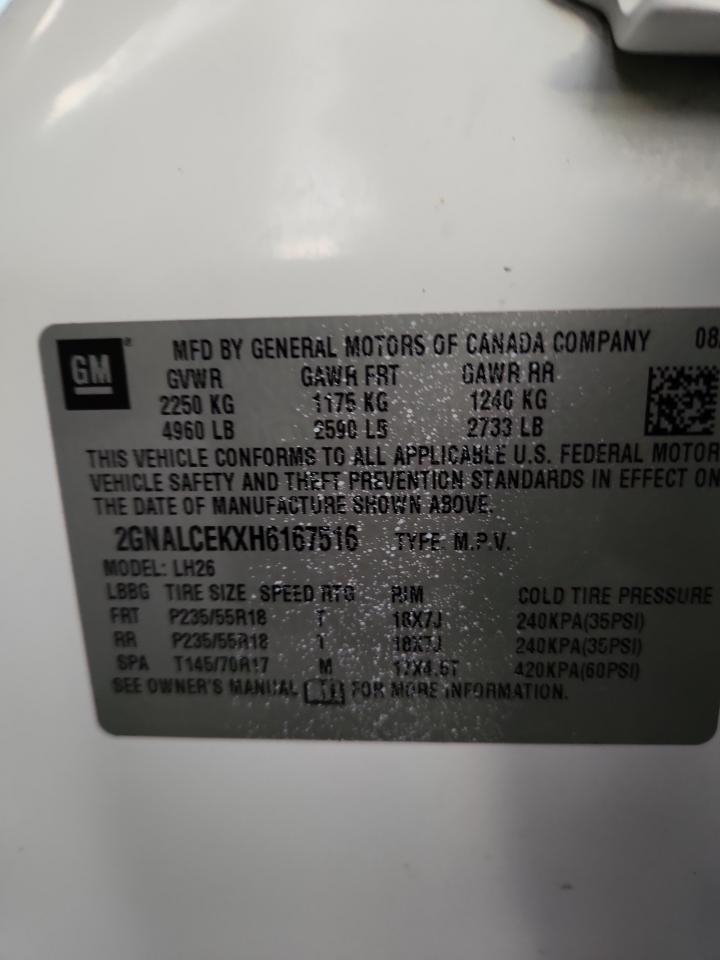 GM ® MFD BY GENERAL MOTORS OF CANADA COMPANY 08
GVWR GAWR FRT GAWR RR
2250 KG 1175 KG 1240 KG
4960 LB 2590 LB 2733 LB
THIS VEHICLE CONFORMS TO ALL APPLICABLE U.S. FEDERAL MOTOR
VEHICLE SAFETY AND THEFT PREVENTION STANDARDS IN EFFECT ON
THE DATE OF MANUFACTURE SHOWN ABOVE.
2GNALCEKXH6167516 TYPE: M.P.V.
MODEL: LH26
LBBG TIRE SIZE SPEED RTG RIM COLD TIRE PRESSURE
FRT P235/55R18 T 18X7J 240KPA(35PSI)
RR P235/55R18 T 18X7J 240KPA(35PSI)
SPA T145/70R17 M 17X4.5T 420KPA(60PSI)
SEE OWNER'S MANUAL FOR MORE INFORMATION.